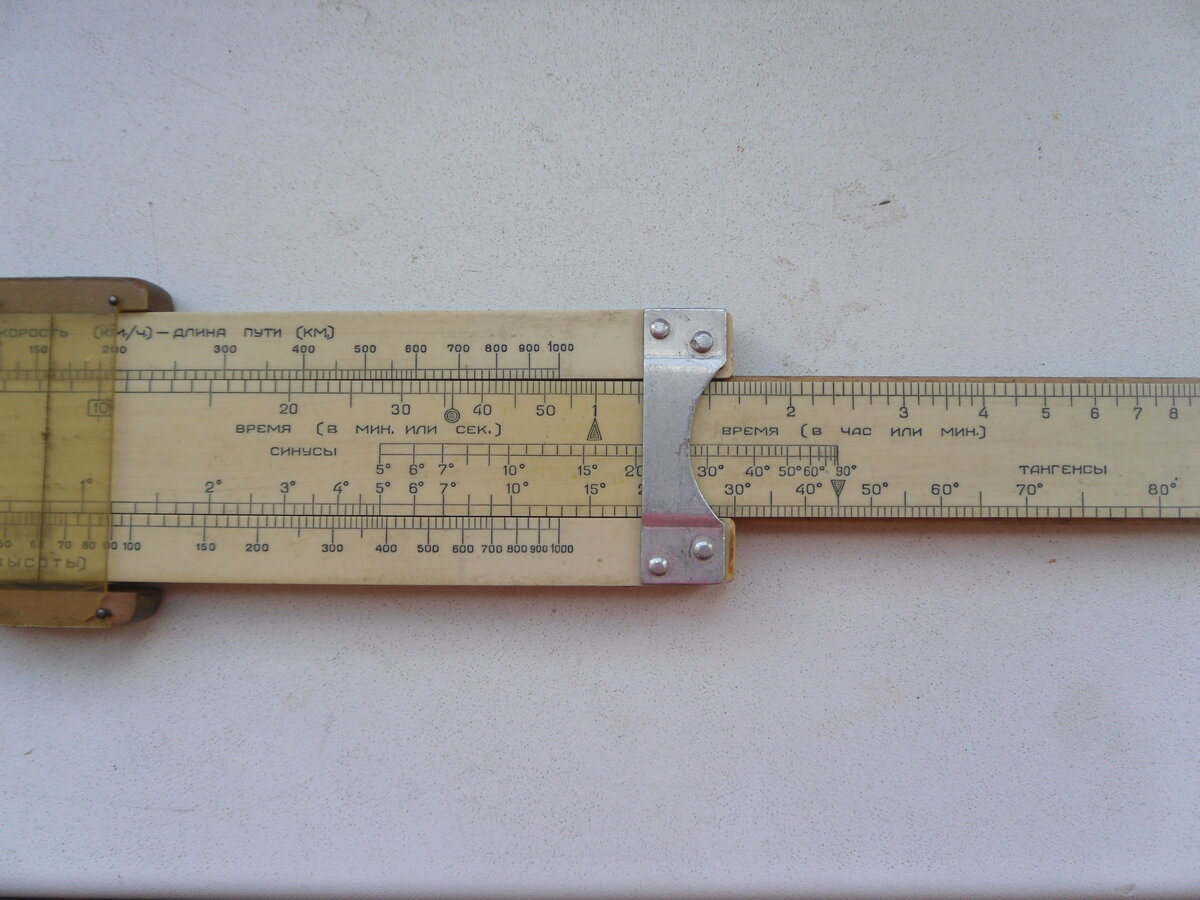 (КМ/Ч.) — ДЛИНА ПУТИ (КМ.)
150 200 300 400 500 600 700 800 900 1000
10 20 30 40 50 1 2 3 4 5 6 7 8
ВРЕМЯ (В МИН. ИЛИ СЕК.) ВРЕМЯ (В ЧАС ИЛИ МИН.)
СИНУСЫ
5° 6° 7° 10° 15° 30° 40° 50° 60° 90° ТАНГЕНСЫ
1° 2° 3° 4° 5° 6° 7° 10° 15° 30° 40° 50° 60° 70° 80°
60 70 80 90 100 150 200 300 400 500 600 700 800 900 1000